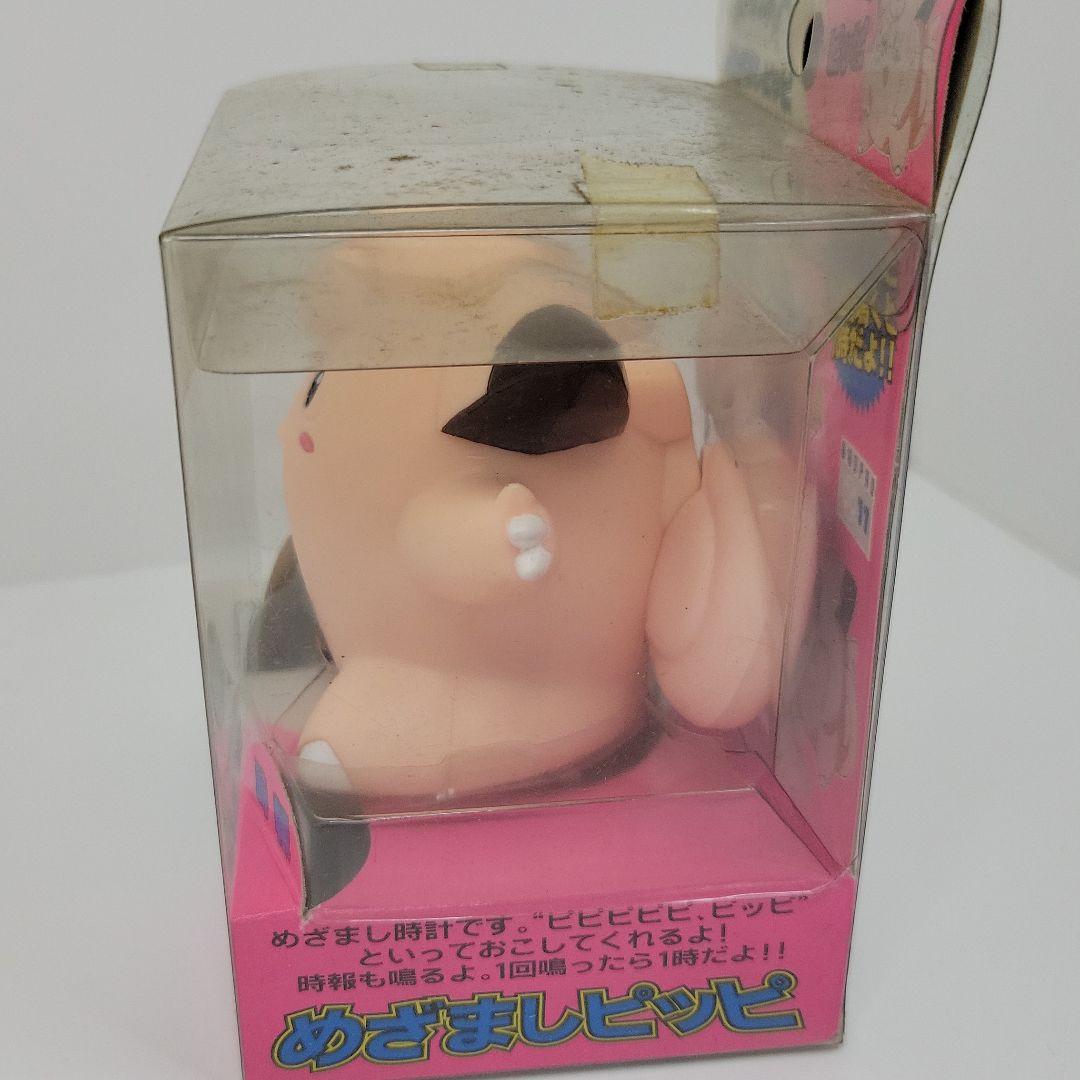 めざまし時計です。“ピピピピピ、ピッピ”
といっておこしてくれるよ!
時報も鳴るよ。1回鳴ったら1時だよ!!
めざましピッピ